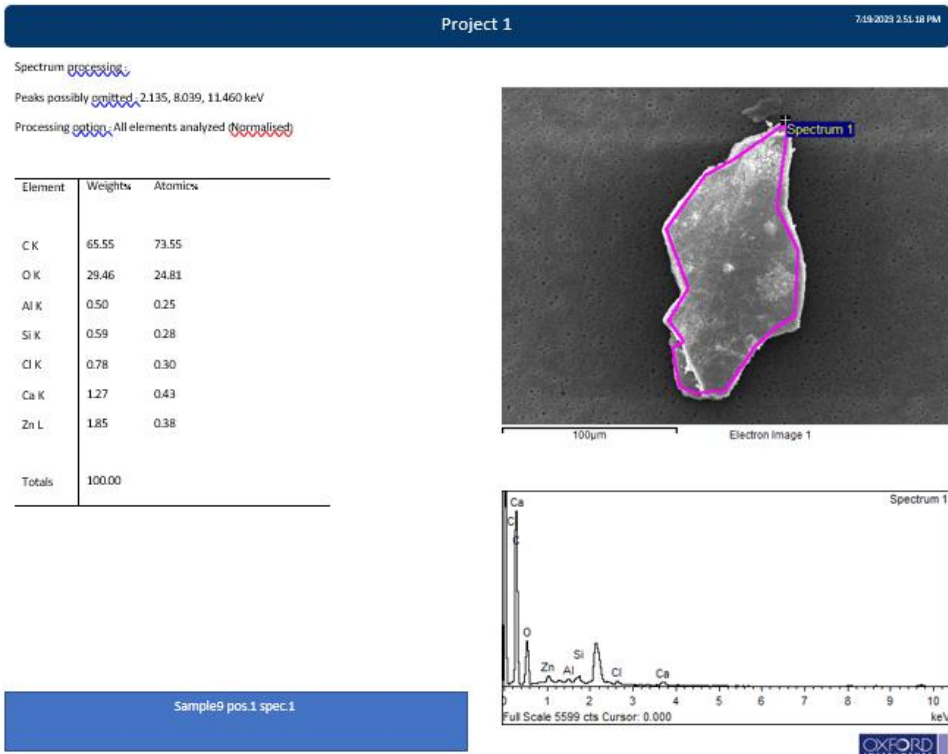 Project 1
7/19/2023 2:51:18 PM
Spectrum processing :
Peaks possibly omitted : 2.135, 8.039, 11.460 keV
Processing option : All elements analyzed (Normalised)
Element Weight% Atomic%
C K 65.55 73.55
O K 29.46 24.81
Al K 0.50 0.25
Si K 0.59 0.28
Cl K 0.78 0.30
Ca K 1.27 0.43
Zn L 1.85 0.38
Totals 100.00
Spectrum 1
100µm Electron Image 1
Spectrum 1
Ca
C
C
O
Zn Al Si Cl Ca
0 1 2 3 4 5 6 7 8 9 10
Full Scale 5599 cts Cursor: 0.000 keV
Sample9 pos.1 spec.1
OXFORD